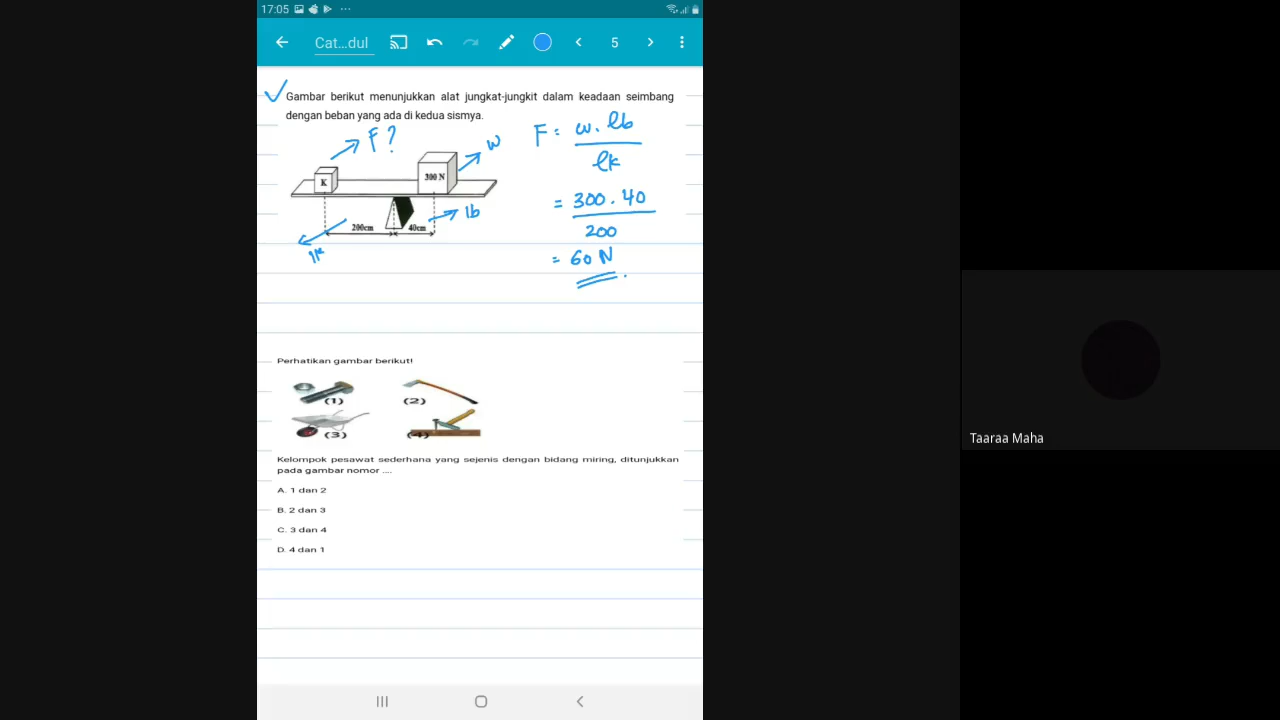 17:05
Cat...dul
5
Gambar berikut menunjukkan alat jungkat-jungkit dalam keadaan seimbang
dengan beban yang ada di kedua sismya.
F?
w
K
300 N
200cm
40cm
lb
lk
F = w. lb
lk
= 300 . 40
200
= 60 N
Perhatikan gambar berikut!
(1)
(2)
(3)
(4)
Kelompok pesawat sederhana yang sejenis dengan bidang miring, ditunjukkan
pada gambar nomor ....
A. 1 dan 2
B. 2 dan 3
C. 3 dan 4
D. 4 dan 1
Taaraa Maha